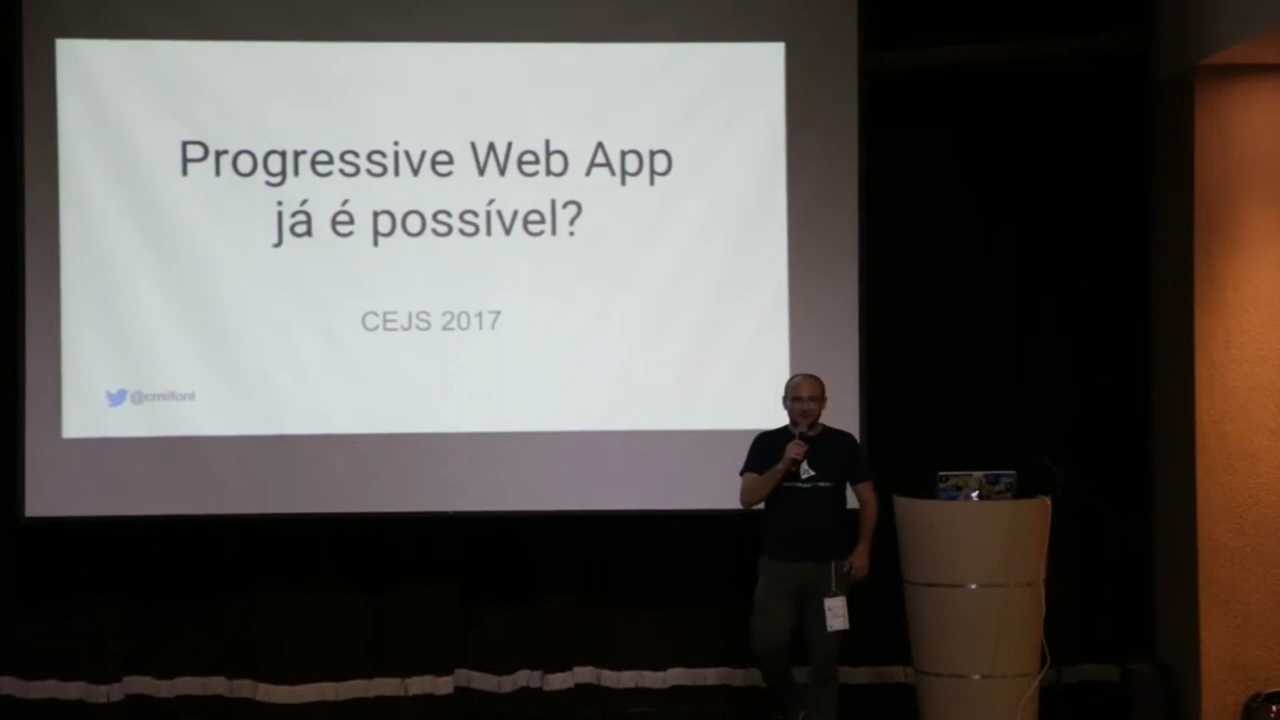 Progressive Web App
já é possível?
CEJS 2017
@cmilfont